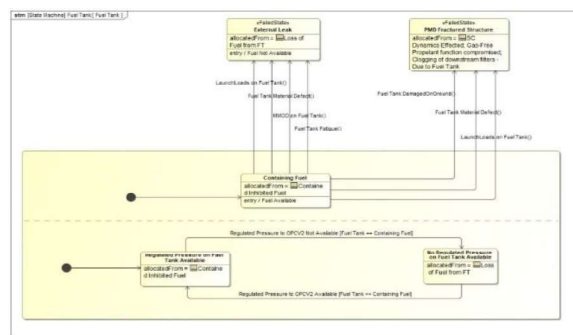 stm [State Machine] Fuel Tank[ Fuel Tank ]
«FailedState»
External Leak
allocatedFrom = Loss of
Fuel from FT
entry / Fuel Not Available
«FailedState»
PMD Fractured Structure
allocatedFrom = SC
Dynamics Effected; Gas-Free
Propellant function compromised;
Clogging of downstream filters -
Due to Fuel Tank
LaunchLoads on Fuel Tank()
Fuel Tank Material Defect()
MMOD on Fuel Tank()
Fuel Tank Fatigue()
Fuel Tank DamagedOnGround()
Fuel Tank Material Defect()
LaunchLoads on FuelTank()
Containing Fuel
allocatedFrom = Containe
d Inhibited Fuel
entry / Fuel Available
Regulated Pressure to OPCV2 Not Available [Fuel Tank == Containing Fuel]
Regulated Pressure on Fuel
Tank Available
allocatedFrom = Containe
d Inhibited Fuel
No Regulated Pressure
on Fuel Tank Available
allocatedFrom = Loss
of Fuel from FT
Regulated Pressure to OPCV2 Available [Fuel Tank == Containing Fuel]